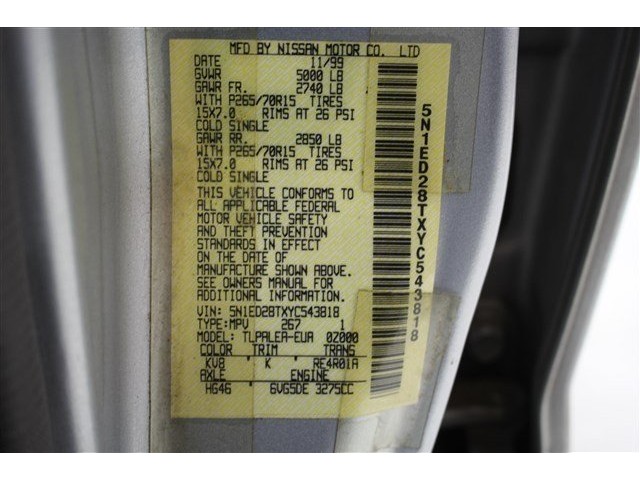 MFD BY NISSAN MOTOR CO. LTD
DATE 11/99
GVWR 5000 LB
GAWR FR. 2740 LB
WITH P265/70R15 TIRES
15X7.0 RIMS AT 26 PSI
COLD SINGLE
GAWR RR. 2850 LB
WITH P265/70R15 TIRES
15X7.0 RIMS AT 26 PSI
COLD SINGLE
THIS VEHICLE CONFORMS TO
ALL APPLICABLE FEDERAL
MOTOR VEHICLE SAFETY
AND THEFT PREVENTION
STANDARDS IN EFFECT
ON THE DATE OF
MANUFACTURE SHOWN ABOVE.
SEE OWNERS MANUAL FOR
ADDITIONAL INFORMATION.
VIN: 5N1ED28TXYC543818
TYPE:MPV 267 1
MODEL: TLPALEA-EUA 02000
COLOR TRIM TRANS
KV8 K RE4R01A
AXLE ENGINE
HG46 6VG5DE 3275CC
5N1ED28TXYC543818